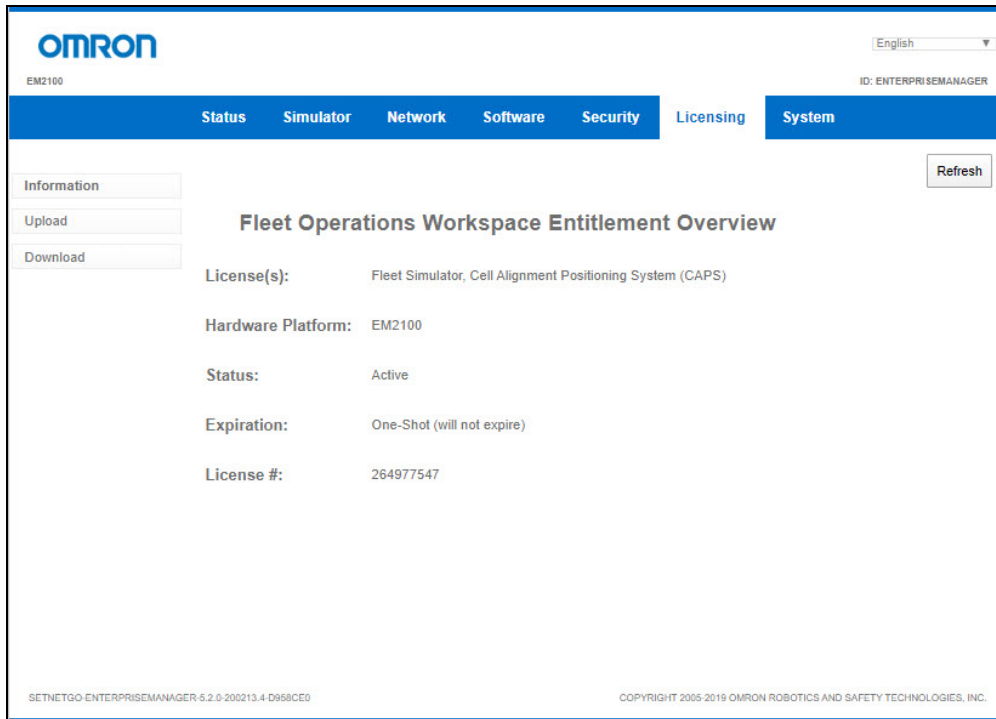 OMRON
English
EM2100
ID: ENTERPRISEMANAGER
Status Simulator Network Software Security Licensing System
Refresh
Information
Upload
Download
Fleet Operations Workspace Entitlement Overview
License(s): Fleet Simulator, Cell Alignment Positioning System (CAPS)
Hardware Platform: EM2100
Status: Active
Expiration: One-Shot (will not expire)
License #: 264977547
SETNETGO-ENTERPRISEMANAGER-5.2.0-200213.4-D958CE0
COPYRIGHT 2005-2019 OMRON ROBOTICS AND SAFETY TECHNOLOGIES, INC.